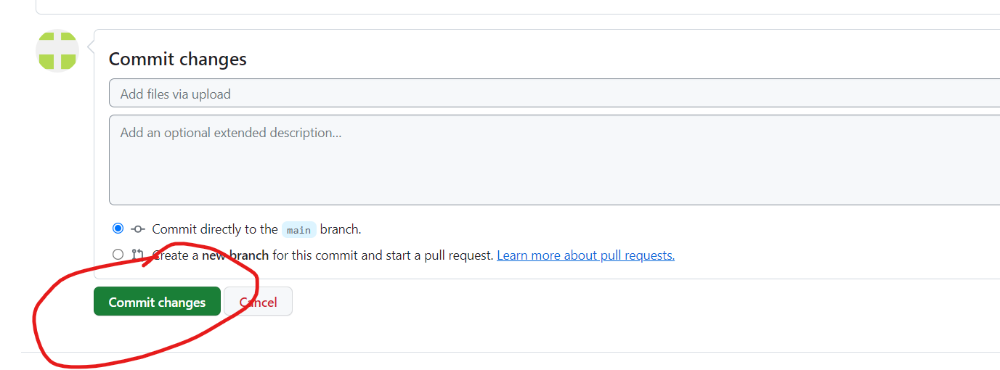 Commit changes
Add files via upload
Add an optional extended description...
Commit directly to the main branch.
Create a new branch for this commit and start a pull request. Learn more about pull requests.
Commit changes Cancel